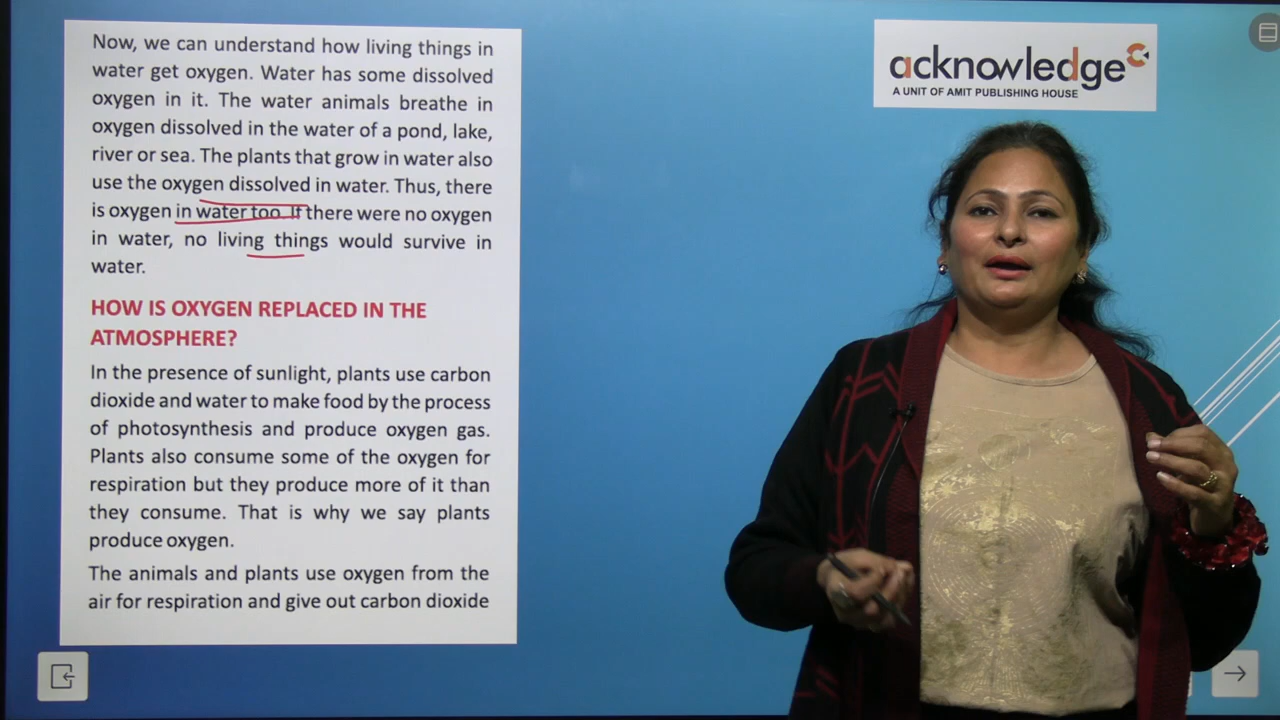 Now, we can understand how living things in
water get oxygen. Water has some dissolved
oxygen in it. The water animals breathe in
oxygen dissolved in the water of a pond, lake,
river or sea. The plants that grow in water also
use the oxygen dissolved in water. Thus, there
is oxygen in water too. If there were no oxygen
in water, no living things would survive in
water.
HOW IS OXYGEN REPLACED IN THE
ATMOSPHERE?
In the presence of sunlight, plants use carbon
dioxide and water to make food by the process
of photosynthesis and produce oxygen gas.
Plants also consume some of the oxygen for
respiration but they produce more of it than
they consume. That is why we say plants
produce oxygen.
The animals and plants use oxygen from the
air for respiration and give out carbon dioxide
acknowledge
A UNIT OF AMIT PUBLISHING HOUSE